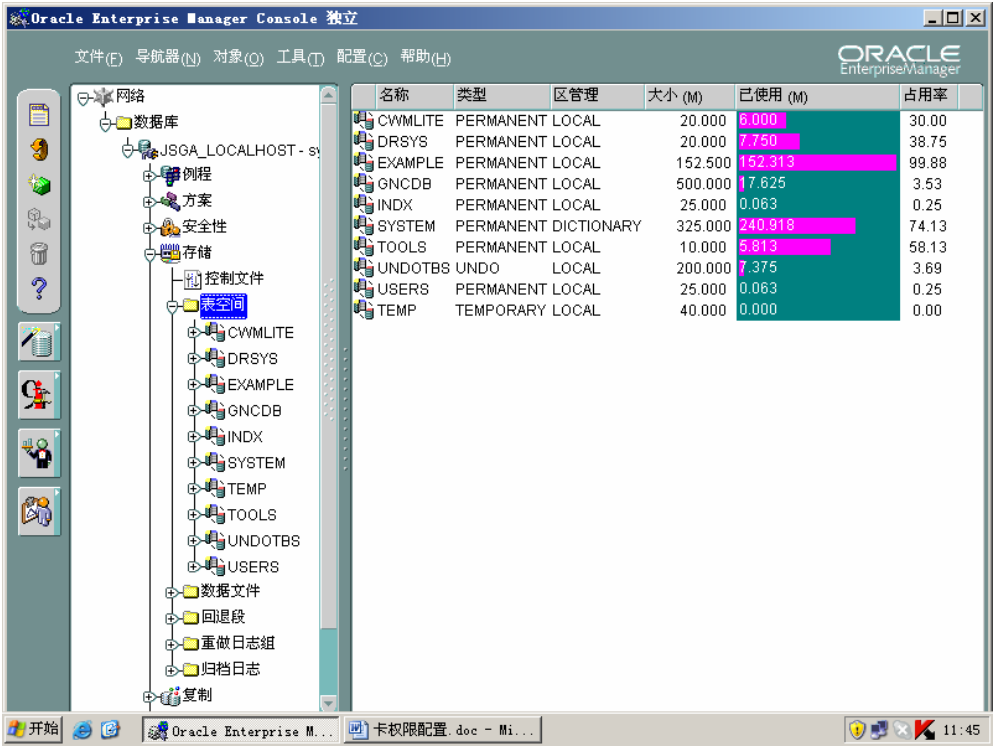 Oracle Enterprise Manager Console 独立
文件(F) 导航器(N) 对象(O) 工具(T) 配置(C) 帮助(H)
ORACLE
EnterpriseManager
网络
数据库
JSGA_LOCALHOST - sy
例程
方案
安全性
存储
控制文件
表空间
CWMLITE
DRSYS
EXAMPLE
GNCDB
INDX
SYSTEM
TEMP
TOOLS
UNDOTBS
USERS
数据文件
回退段
重做日志组
归档日志
复制
名称 类型 区管理 大小 (M) 已使用 (M) 占用率
CWMLITE PERMANENT LOCAL 20.000 6.000 30.00
DRSYS PERMANENT LOCAL 20.000 7.750 38.75
EXAMPLE PERMANENT LOCAL 152.500 152.313 99.88
GNCDB PERMANENT LOCAL 500.000 17.625 3.53
INDX PERMANENT LOCAL 25.000 0.063 0.25
SYSTEM PERMANENT DICTIONARY 325.000 240.918 74.13
TOOLS PERMANENT LOCAL 10.000 5.813 58.13
UNDOTBS UNDO LOCAL 200.000 7.375 3.69
USERS PERMANENT LOCAL 25.000 0.063 0.25
TEMP TEMPORARY LOCAL 40.000 0.000 0.00
开始 Oracle Enterprise M... 卡权限配置.doc - Mi... 11:45